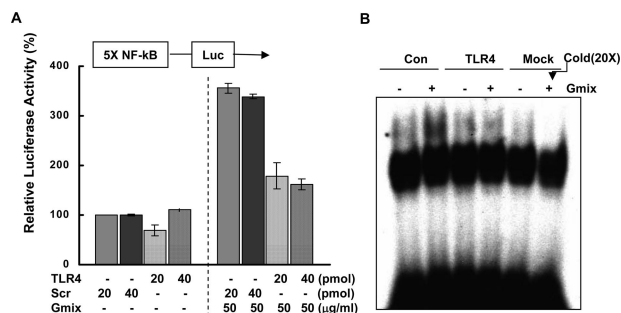 A
5X NF-kB
Luc
Relative Luciferase Activity (%)
400
300
200
100
0
TLR4 - - 20 40 - - 20 40 (pmol)
Scr 20 40 - - 20 40 - - (pmol)
Gmix - - - - 50 50 50 50 (μg/ml)
B
Cold(20X)
Con TLR4 Mock
- + - + - + Gmix